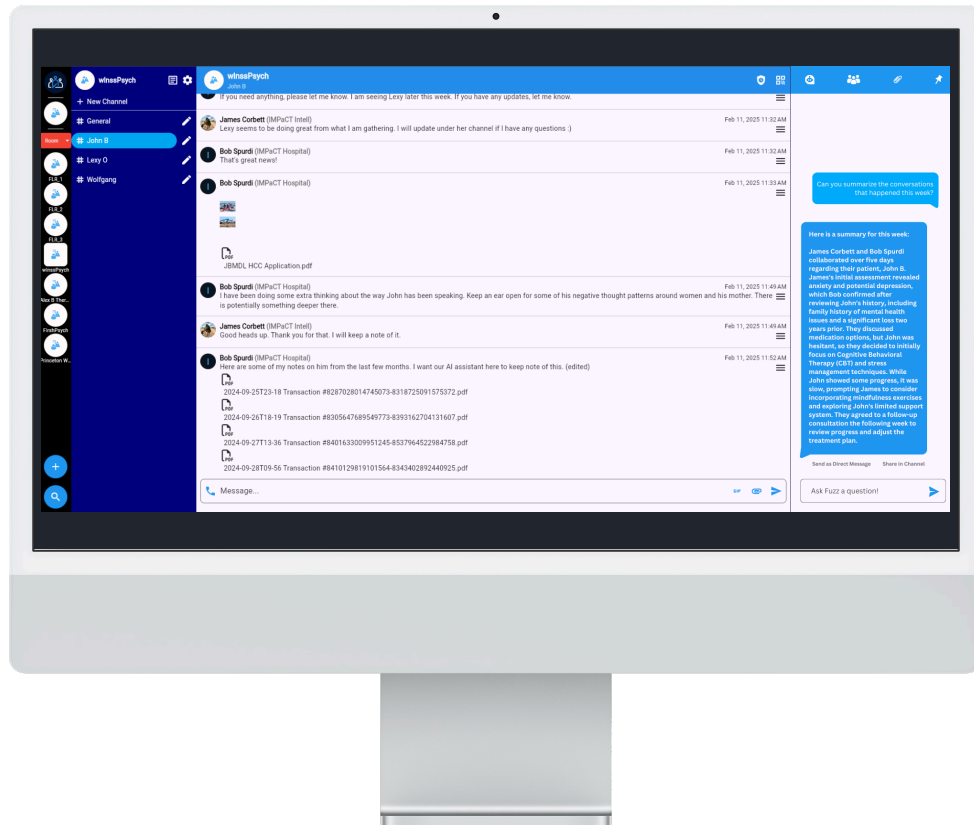 Room
FLR_1
FLR_2
FLR_3
winssPsych
Alex B Ther...
FirshPsych
Princeton W...
winssPsych
+ New Channel
# General
# John B
# Lexy O
# Wolfgang
winssPsych
John B
If you need anything, please let me know. I am seeing Lexy later this week. If you have any updates, let me know.
James Corbett (IMPaCT Intell)
Feb 11, 2025 11:32 AM
Lexy seems to be doing great from what I am gathering. I will update under her channel if I have any questions :)
Bob Spurdi (IMPaCT Hospital)
Feb 11, 2025 11:32 AM
That's great news!
Bob Spurdi (IMPaCT Hospital)
Feb 11, 2025 11:33 AM
PDF
JBMDL HCC Application.pdf
Bob Spurdi (IMPaCT Hospital)
Feb 11, 2025 11:49 AM
I have been doing some extra thinking about the way John has been speaking. Keep an ear open for some of his negative thought patterns around women and his mother. There
is potentially something deeper there.
James Corbett (IMPaCT Intell)
Feb 11, 2025 11:49 AM
Good heads up. Thank you for that. I will keep a note of it.
Bob Spurdi (IMPaCT Hospital)
Feb 11, 2025 11:52 AM
Here are some of my notes on him from the last few months. I want our AI assistant here to keep note of this. (edited)
PDF
2024-09-25T23-18 Transaction #8287028014745073-8318725091575372.pdf
PDF
2024-09-26T18-19 Transaction #8305647689549773-8393162704131607.pdf
PDF
2024-09-27T13-36 Transaction #8401633009951245-8537964522984758.pdf
PDF
2024-09-28T09-56 Transaction #8410129819101564-8343402892440925.pdf
Message...
GIF
Can you summarize the conversations
that happened this week?
Here is a summary for this week:
James Corbett and Bob Spurdi
collaborated over five days
regarding their patient, John B.
James's initial assessment revealed
anxiety and potential depression,
which Bob confirmed after
reviewing John's history, including
family history of mental health
issues and a significant loss two
years prior. They discussed
medication options, but John was
hesitant, so they decided to initially
focus on Cognitive Behavioral
Therapy (CBT) and stress
management techniques. While
John showed some progress, it was
slow, prompting James to consider
incorporating mindfulness exercises
and exploring John's limited support
system. They agreed to a follow-up
consultation the following week to
review progress and adjust the
treatment plan.
Send as Direct Message
Share in Channel
Ask Fuzz a question!